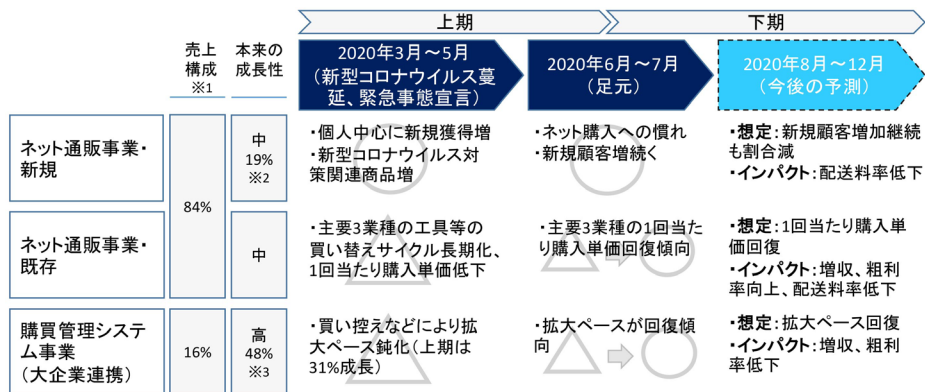 上期
下期
売上
構成
※1
本来の
成長性
2020年3月～5月
（新型コロナウイルス蔓
延、緊急事態宣言）
2020年6月～7月
（足元）
2020年8月～12月
（今後の予測）
ネット通販事業・
新規
84%
中
19%
※2
・個人中心に新規獲得増
・新型コロナウイルス対
策関連商品増
・ネット購入への慣れ
・新規顧客増続く
・想定：新規顧客増加継続
も割合減
・インパクト：配送料率低下
ネット通販事業・
既存
中
・主要3業種の工具等の
買い替えサイクル長期化、
1回当たり購入単価低下
・主要3業種の1回当た
り購入単価回復傾向
・想定：1回当たり購入単
価回復
・インパクト：増収、粗利
率向上、配送料率低下
購買管理システ
ム事業
（大企業連携）
16%
高
48%
※3
・買い控えなどにより拡
大ペース鈍化（上期は
31%成長）
・拡大ペースが回復傾
向
・想定：拡大ペース回復
・インパクト：増収、粗利
率低下